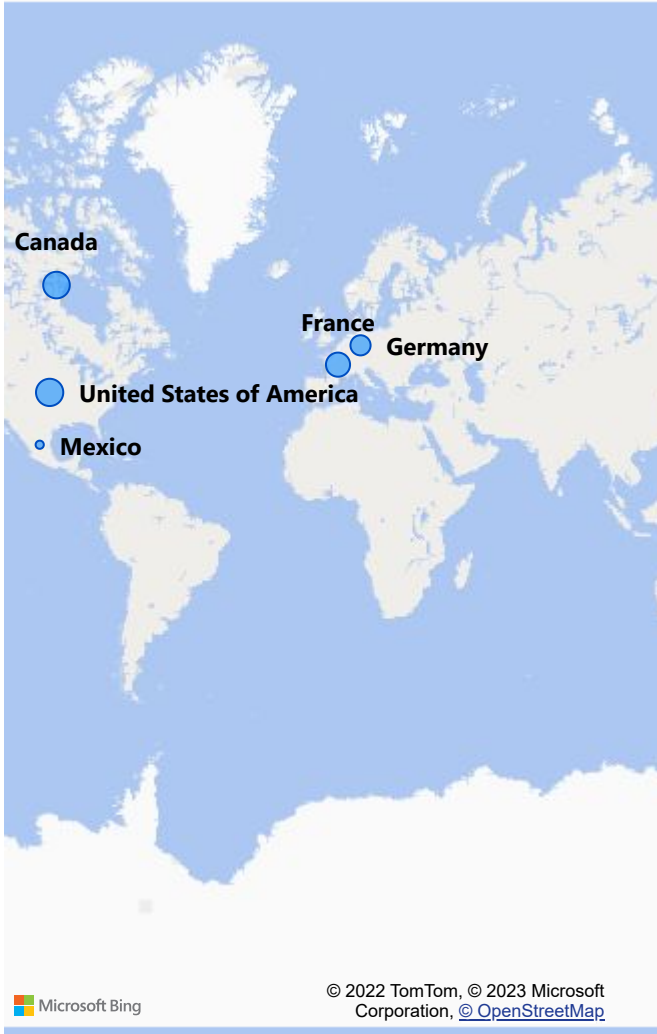 Canada
France
Germany
United States of America
Mexico
Microsoft Bing
© 2022 TomTom, © 2023 Microsoft
Corporation, © OpenStreetMap